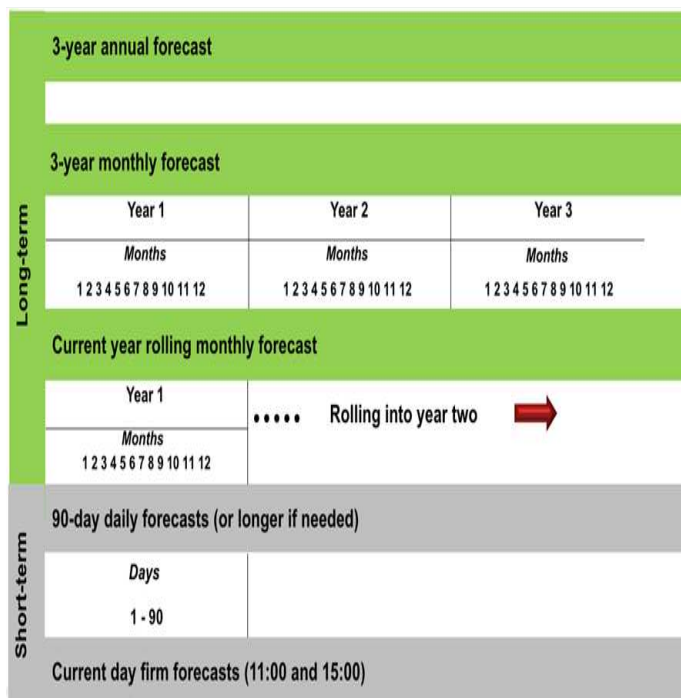 Long-term
3-year annual forecast
3-year monthly forecast
Year 1 Year 2 Year 3
Months Months Months
1 2 3 4 5 6 7 8 9 10 11 12 1 2 3 4 5 6 7 8 9 10 11 12 1 2 3 4 5 6 7 8 9 10 11 12
Current year rolling monthly forecast
Year 1
..... Rolling into year two
Months
1 2 3 4 5 6 7 8 9 10 11 12
Short-term
90-day daily forecasts (or longer if needed)
Days
1 - 90
Current day firm forecasts (11:00 and 15:00)